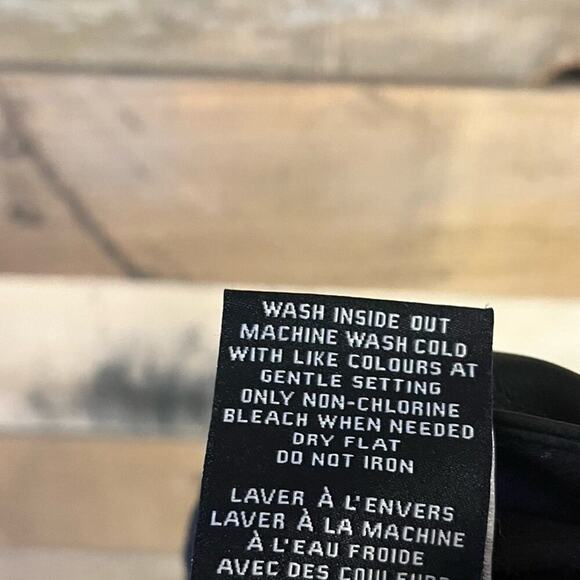 WASH INSIDE OUT
MACHINE WASH COLD
WITH LIKE COLOURS AT
GENTLE SETTING
ONLY NON-CHLORINE
BLEACH WHEN NEEDED
DRY FLAT
DO NOT IRON
LAVER À L'ENVERS
LAVER À LA MACHINE
À L'EAU FROIDE
AVEC DES COULEURS